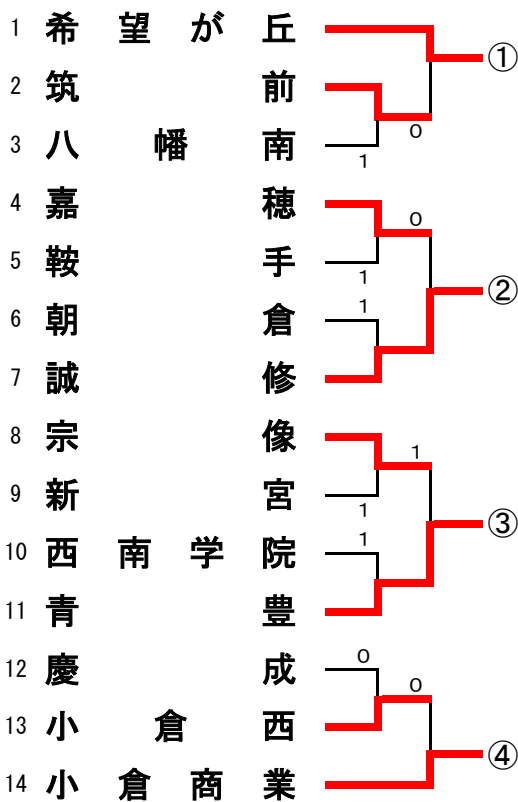 1 希望が丘
①
2 筑前
0
3 八幡南
1
4 嘉穂
0
5 鞍手
1
②
6 朝倉
1
7 誠修
8 宗像
1
9 新宮
1
③
10 西南学院
1
11 青豊
12 慶成
0
0
13 小倉西
④
14 小倉商業